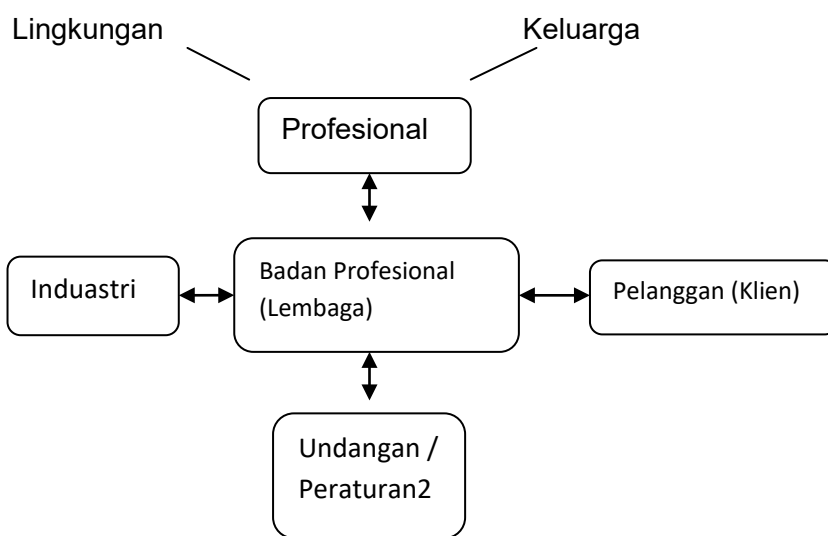 Lingkungan
Keluarga
Profesional
Induastri
Badan Profesional
(Lembaga)
Pelanggan (Klien)
Undangan /
Peraturan2